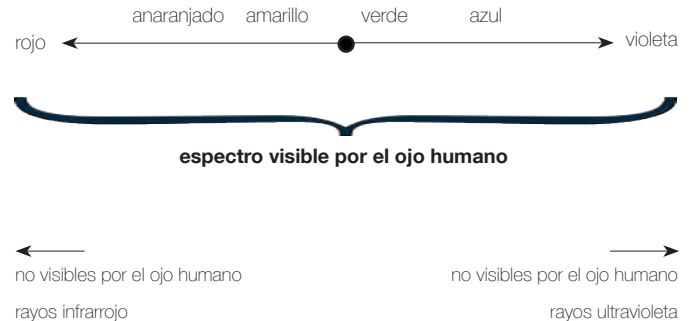 anaranjado amarillo verde azul
rojo violeta
espectro visible por el ojo humano
no visibles por el ojo humano no visibles por el ojo humano
rayos infrarrojo rayos ultravioleta